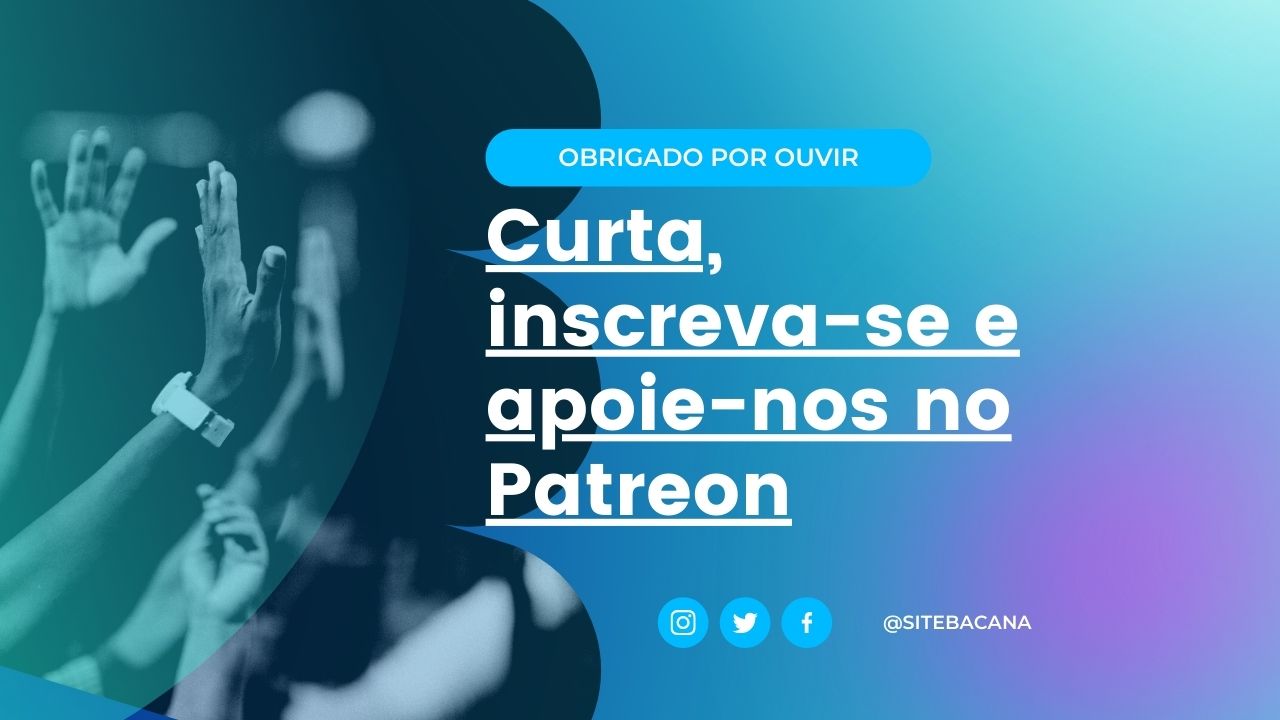 OBRIGADO POR OUVIR
Curta,
inscreva-se e
apoie-nos no
Patreon
@SITEBACANA